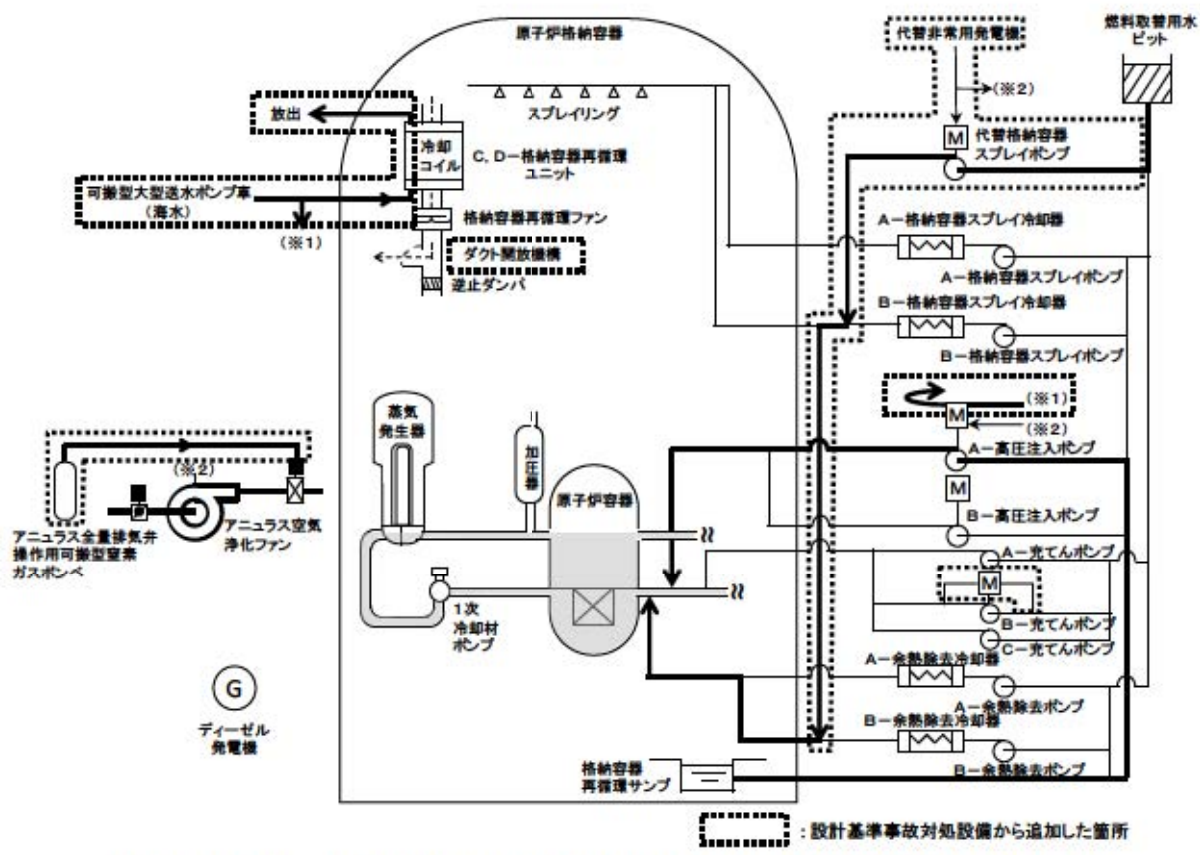 原子炉格納容器
代替非常用発電機
燃料取替用水
ピット
(※2)
放出
スプレイリング
M
代替格納容器
スプレイポンプ
冷却
コイル
C, D－格納容器再循環
ユニット
可搬型大型送水ポンプ車
(海水)
(※1)
格納容器再循環ファン
ダクト開放機構
逆止ダンパ
A－格納容器スプレイ冷却器
A－格納容器スプレイポンプ
B－格納容器スプレイ冷却器
B－格納容器スプレイポンプ
(※1)
M
(※2)
A－高圧注入ポンプ
M
B－高圧注入ポンプ
蒸気
発生器
加圧器
原子炉容器
(※2)
アニュラス全量排気弁
操作用可搬型窒素
ガスボンベ
アニュラス空気
浄化ファン
1次
冷却材
ポンプ
A－充てんポンプ
M
B－充てんポンプ
C－充てんポンプ
A－余熱除去冷却器
A－余熱除去ポンプ
B－余熱除去冷却器
B－余熱除去ポンプ
G
ディーゼル
発電機
格納容器
再循環サンプ
：設計基準事故対処設備から追加した箇所